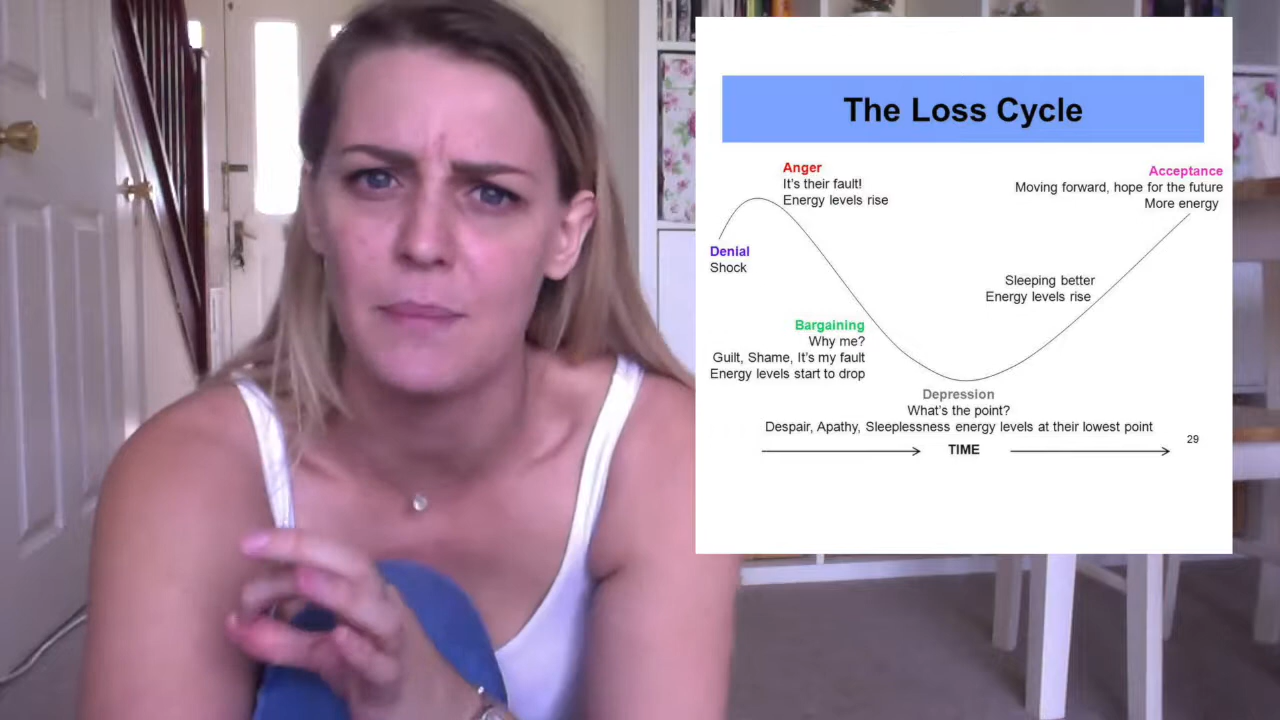 The Loss Cycle
Anger
It's their fault!
Energy levels rise
Acceptance
Moving forward, hope for the future
More energy
Denial
Shock
Sleeping better
Energy levels rise
Bargaining
Why me?
Guilt, Shame, It's my fault
Energy levels start to drop
Depression
What's the point?
Despair, Apathy, Sleeplessness energy levels at their lowest point
TIME
29